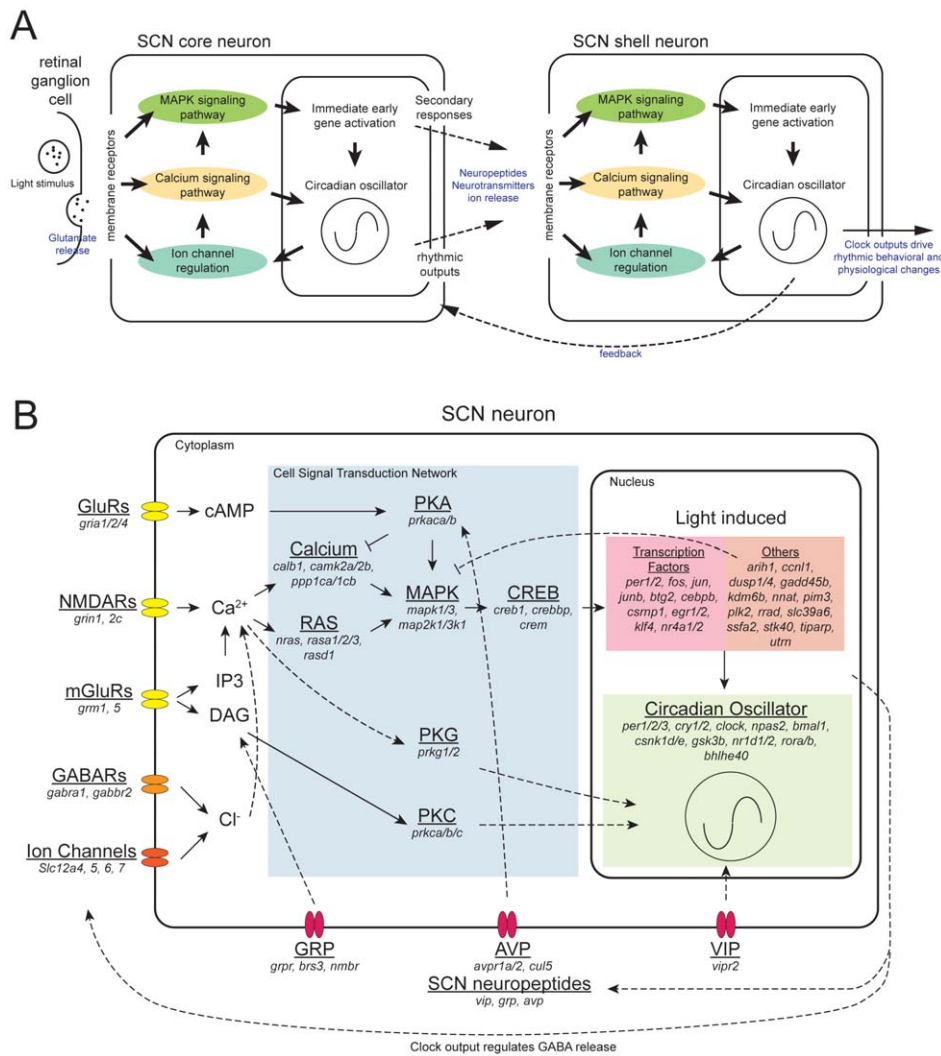 A
SCN core neuron
SCN shell neuron
retinal
ganglion
cell
Light stimulus
Glutamate
release
membrane receptors
MAPK signaling
pathway
Calcium signaling
pathway
Ion channel
regulation
Immediate early
gene activation
Circadian oscillator
Secondary
responses
rhythmic
outputs
Neuropeptides
Neurotransmitters
ion release
membrane receptors
MAPK signaling
pathway
Calcium signaling
pathway
Ion channel
regulation
Immediate early
gene activation
Circadian oscillator
Clock outputs drive
rhythmic behavioral and
physiological changes
feedback
B
SCN neuron
Cytoplasm
Cell Signal Transduction Network
Nucleus
GluRs
gria1/2/4
cAMP
PKA
prkaca/b
Light induced
Calcium
calb1, camk2a/2b,
ppp1ca/1cb
NMDARs
grin1, 2c
Ca2+
RAS
nras, rasa1/2/3,
rasd1
MAPK
mapk1/3,
map2k1/3k1
CREB
creb1, crebbp,
crem
Transcription
Factors
per1/2, fos, jun,
junb, btg2, cebpb,
csrnp1, egr1/2,
klf4, nr4a1/2
Others
arih1, ccnl1,
dusp1/4, gadd45b,
kdm6b, nnat, pim3,
plk2, rrad, slc39a6,
ssfa2, stk40, tiparp,
utrn
mGluRs
grm1, 5
IP3
DAG
PKG
prkg1/2
Circadian Oscillator
per1/2/3, cry1/2, clock, npas2, bmal1,
csnk1d/e, gsk3b, nr1d1/2, rora/b,
bhlhe40
GABARs
gabra1, gabbr2
Cl-
PKC
prkca/b/c
Ion Channels
Slc12a4, 5, 6, 7
GRP
grpr, brs3, nmbr
AVP
avpr1a/2, cul5
VIP
vipr2
SCN neuropeptides
vip, grp, avp
Clock output regulates GABA release